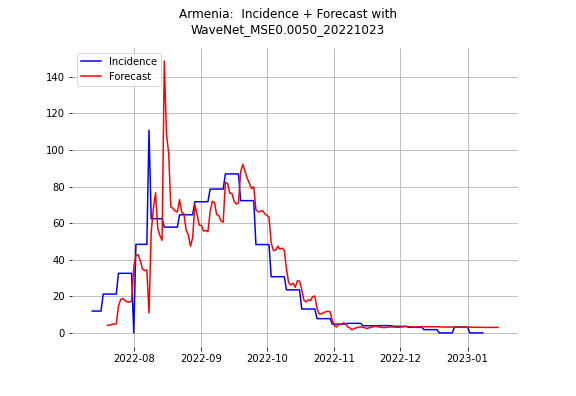 Armenia:  Incidence + Forecast with
WaveNet_MSE0.0050_20221023
Incidence
Forecast
140
120
100
80
60
40
20
0
2022-08 2022-09 2022-10 2022-11 2022-12 2023-01